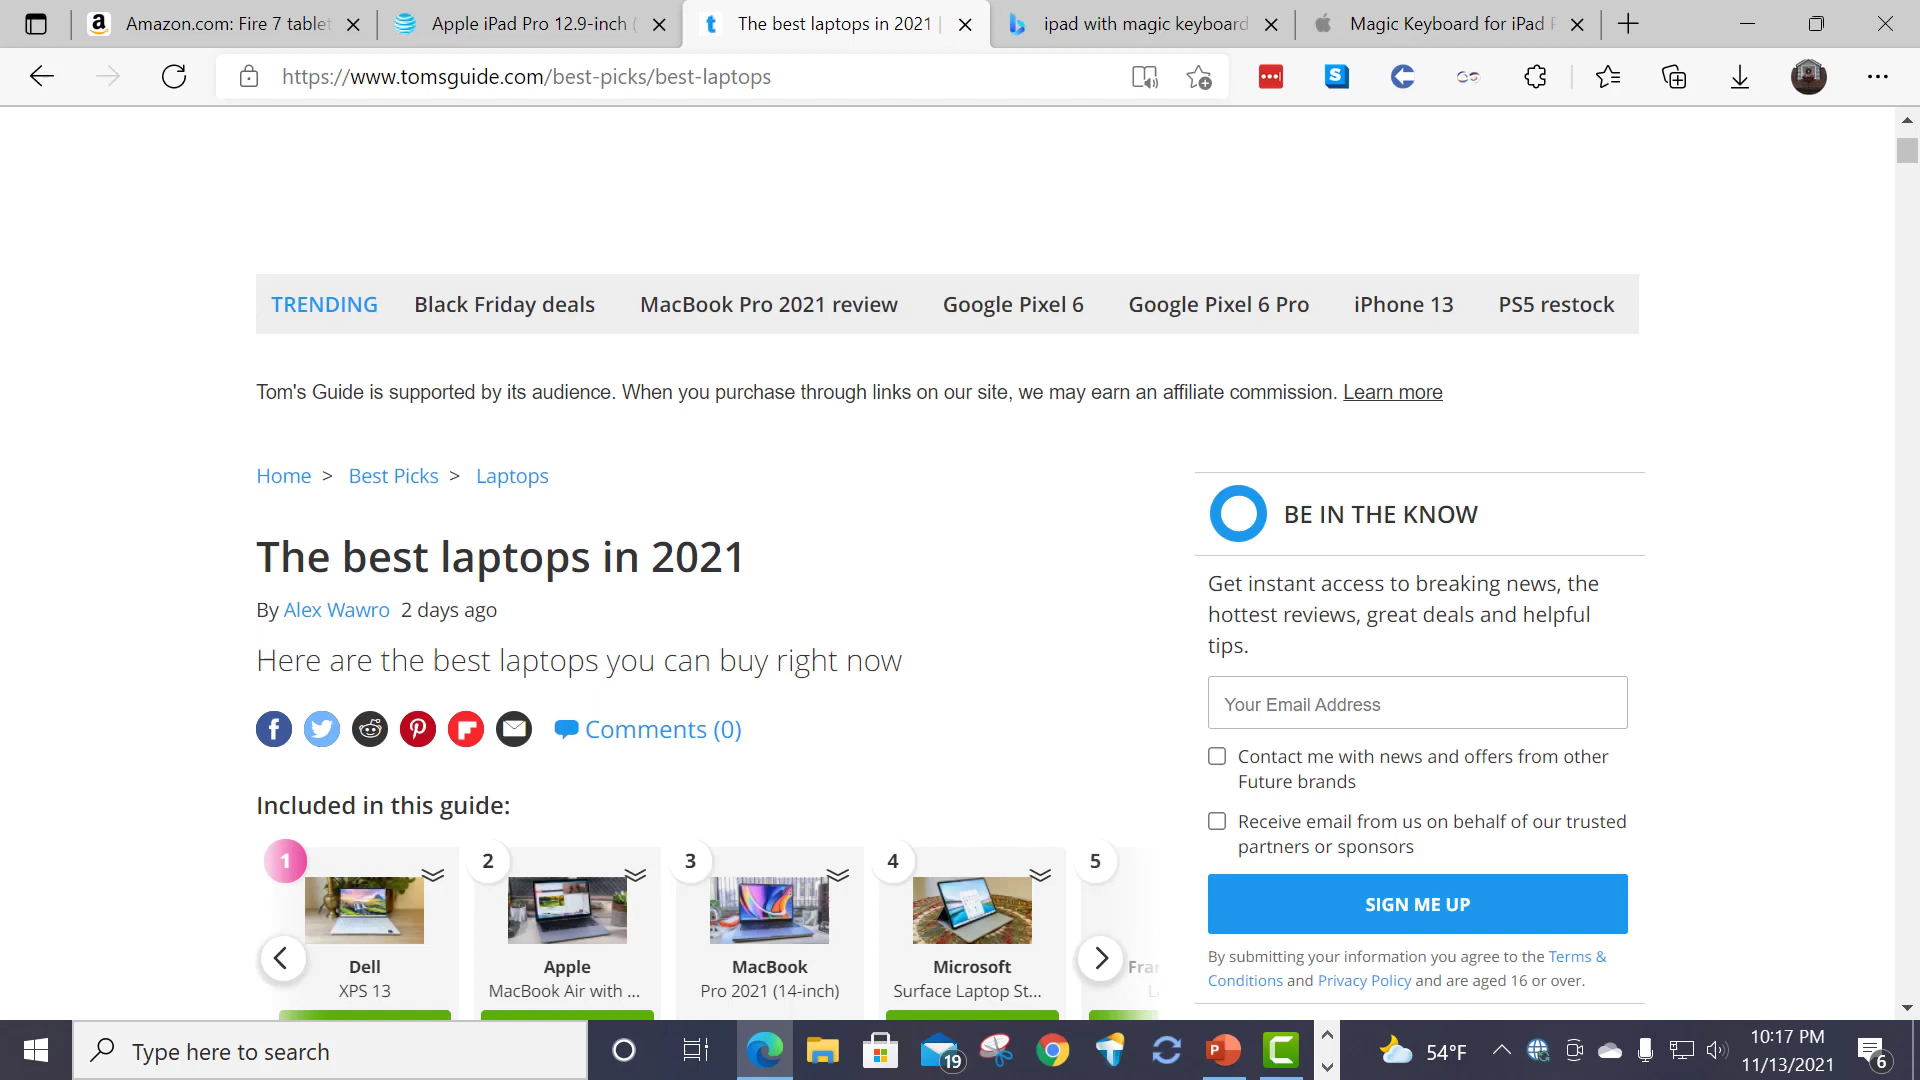 Amazon.com: Fire 7 tablet
Apple iPad Pro 12.9-inch (
The best laptops in 2021 |
ipad with magic keyboard
Magic Keyboard for iPad P
https://www.tomsguide.com/best-picks/best-laptops
TRENDING Black Friday deals MacBook Pro 2021 review Google Pixel 6 Google Pixel 6 Pro iPhone 13 PS5 restock
Tom's Guide is supported by its audience. When you purchase through links on our site, we may earn an affiliate commission. Learn more
Home > Best Picks > Laptops
The best laptops in 2021
By Alex Wawro 2 days ago
Here are the best laptops you can buy right now
Comments (0)
Included in this guide:
1
Dell
XPS 13
2
Apple
MacBook Air with ...
3
MacBook
Pro 2021 (14-inch)
4
Microsoft
Surface Laptop St...
5
BE IN THE KNOW
Get instant access to breaking news, the
hottest reviews, great deals and helpful
tips.
Your Email Address
Contact me with news and offers from other
Future brands
Receive email from us on behalf of our trusted
partners or sponsors
SIGN ME UP
By submitting your information you agree to the Terms &
Conditions and Privacy Policy and are aged 16 or over.
Type here to search
19
54°F
10:17 PM
11/13/2021
6